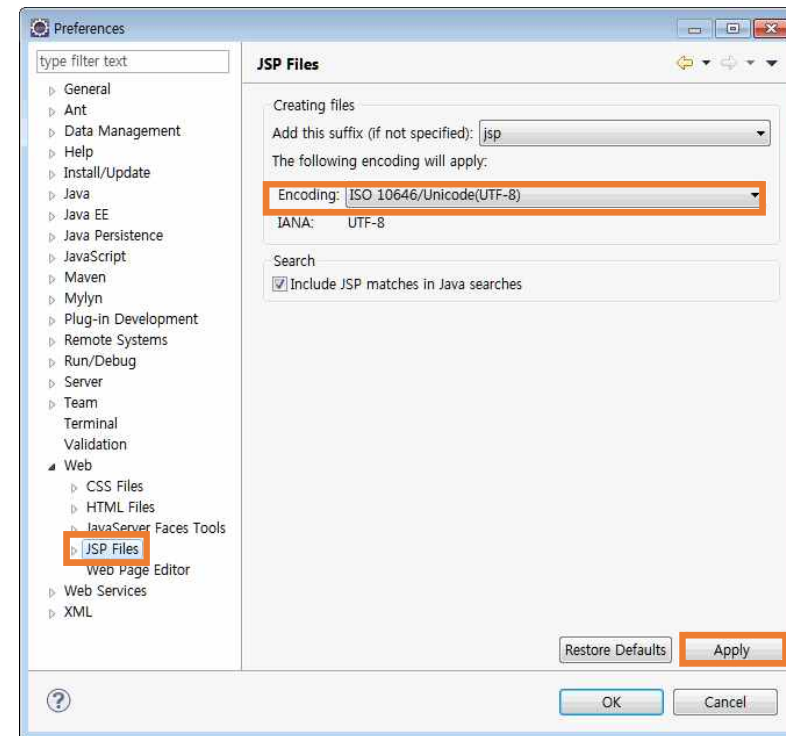 Preferences
type filter text
JSP Files
General
Ant
Data Management
Help
Install/Update
Java
Java EE
Java Persistence
JavaScript
Maven
Mylyn
Plug-in Development
Remote Systems
Run/Debug
Server
Team
Terminal
Validation
Web
CSS Files
HTML Files
JavaServer Faces Tools
JSP Files
Web Page Editor
Web Services
XML
Creating files
Add this suffix (if not specified): jsp
The following encoding will apply:
Encoding: ISO 10646/Unicode(UTF-8)
IANA: UTF-8
Search
Include JSP matches in Java searches
Restore Defaults Apply
? OK Cancel